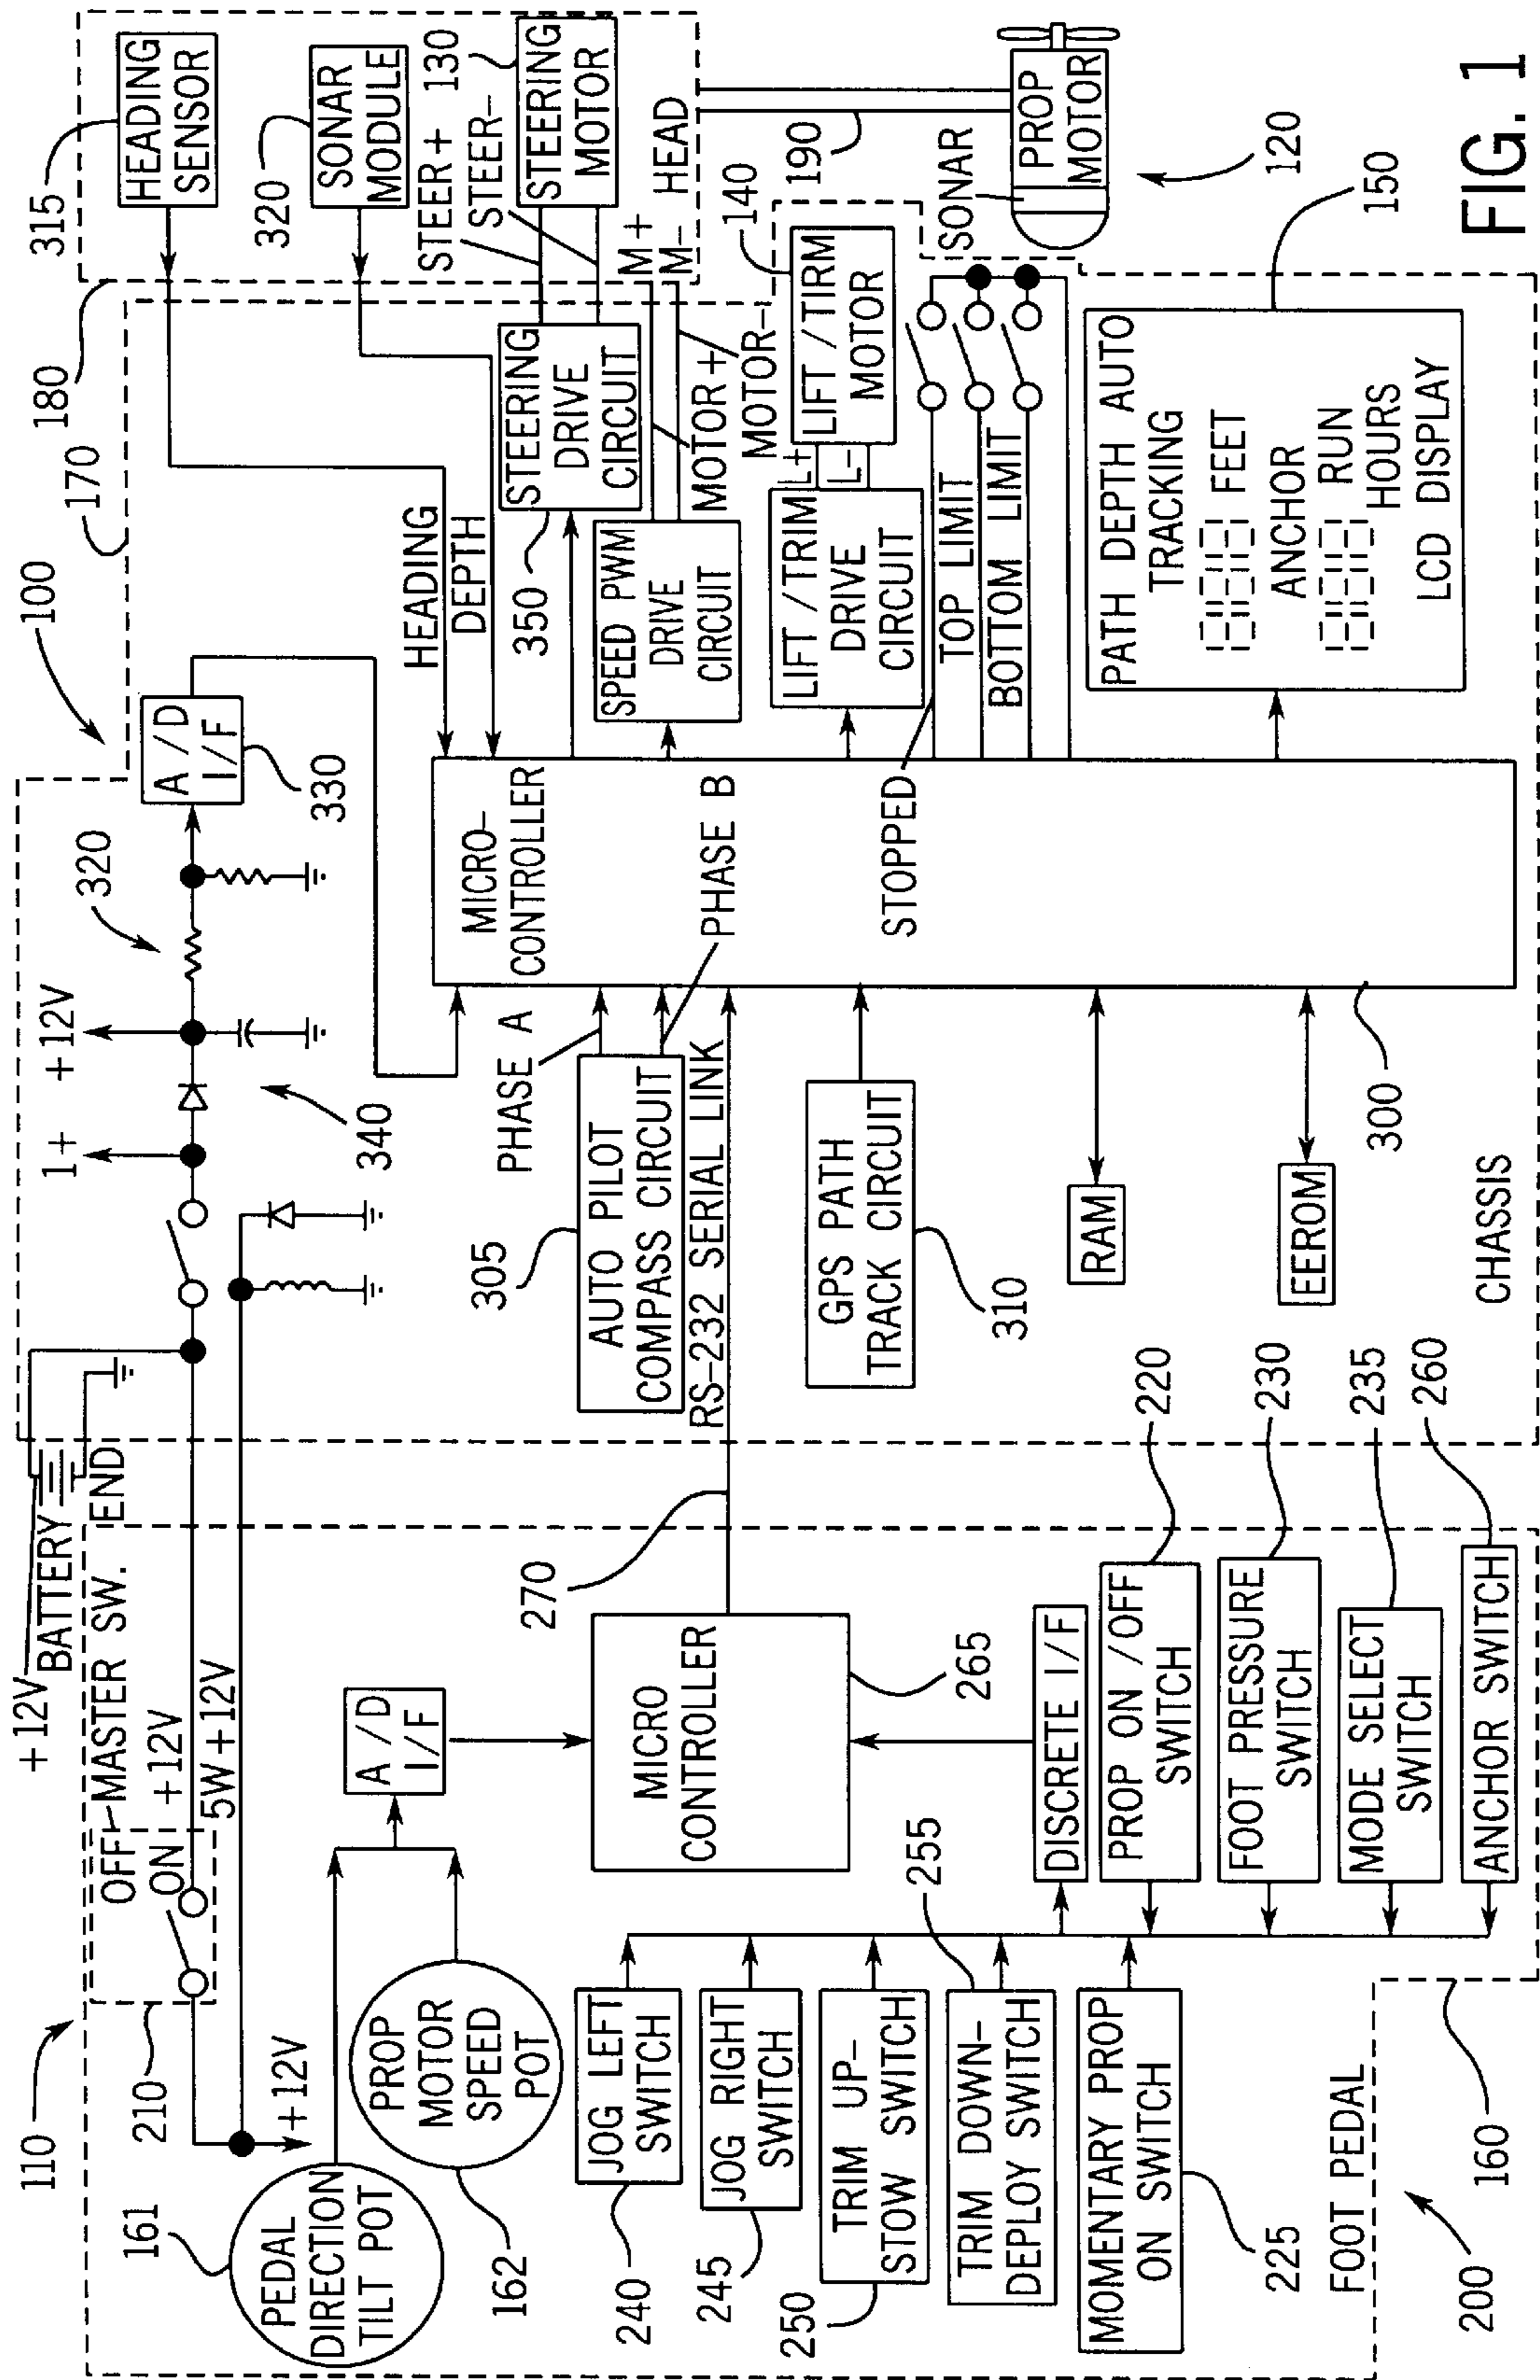 110
210
161
PEDAL
DIRECTION
TILT POT
+12V
OFF
ON
MASTER SW.
+12V
5W +12V
+12V
BATTERY
END
PROP
MOTOR
SPEED
POT
162
A/D
I/F
JOG LEFT
SWITCH
240
JOG RIGHT
SWITCH
245
TRIM UP-
STOW SWITCH
250
TRIM DOWN-
DEPLOY SWITCH
255
MOMENTARY PROP
ON SWITCH
225
MICRO
CONTROLLER
265
270
DISCRETE I/F
PROP ON /OFF
SWITCH
220
FOOT PRESSURE
SWITCH
230
MODE SELECT
SWITCH
235
ANCHOR SWITCH
260
FOOT PEDAL
160
200
1+
+12V
340
320
A/D
I/F
330
100
170
180
PHASE A
AUTO PILOT
COMPASS CIRCUIT
305
PHASE B
RS-232 SERIAL LINK
GPS PATH
TRACK CIRCUIT
310
RAM
EEROM
300
CHASSIS
MICRO-
CONTROLLER
HEADING
DEPTH
STEERING
DRIVE
CIRCUIT
350
SPEED PWM
DRIVE
CIRCUIT
MOTOR+
MOTOR-
LIFT /TRIM
DRIVE
CIRCUIT
L+
L-
LIFT /TIRM
MOTOR
140
STOPPED
TOP LIMIT
BOTTOM LIMIT
PATH DEPTH AUTO
TRACKING
FEET
ANCHOR
RUN
HOURS
LCD DISPLAY
150
315
HEADING
SENSOR
320
SONAR
MODULE
STEER+
STEER-
130
STEERING
MOTOR
M+
M-
HEAD
190
SONAR
PROP
MOTOR
120
FIG. 1